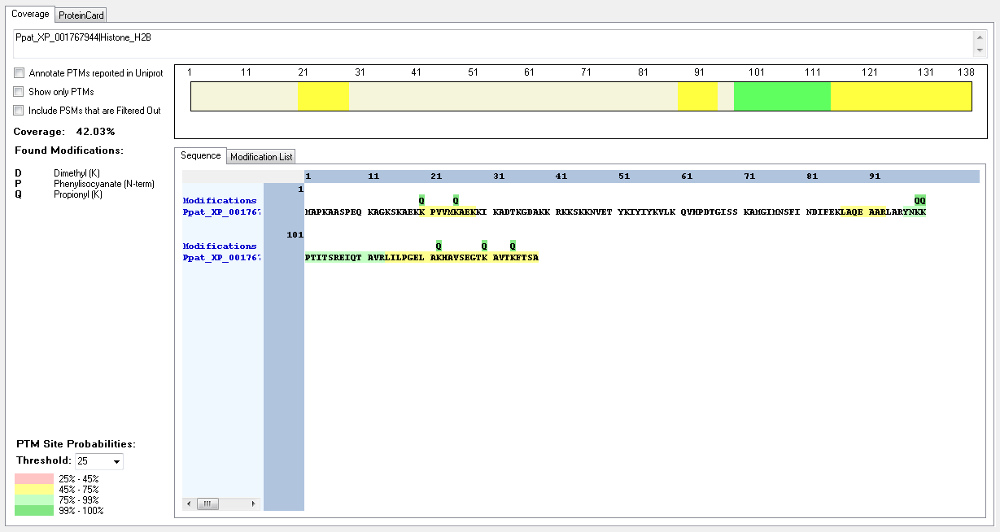 Coverage ProteinCard
Ppat_XP_001767944|Histone_H2B
Annotate PTMs reported in Uniprot
Show only PTMs
Include PSMs that are Filtered Out
Coverage: 42.03%
Found Modifications:
D Dimethyl (K)
P Phenylisocyanate (N-term)
Q Propionyl (K)
1 11 21 31 41 51 61 71 81 91 101 111 121 131 138
Sequence Modification List
1 11 21 31 41 51 61 71 81 91
1
Modifications Q Q QQ
Ppat_XP_001767 MAPKAASPEQ KAGKSKAEKK PVVMKAEKKI KADTKGDAKK RKKSKKNVET YKIYIYKVLK QVHPDTGISS KAMGIMNSFI NDIFEKLAQE AARLARYNKK
101
Modifications Q Q Q
Ppat_XP_001767 PTITSREIQT AVRLILPGEL AKHAVSEGTK AVTKFTSA
PTM Site Probabilities:
Threshold: 25
25% - 45%
45% - 75%
75% - 99%
99% - 100%